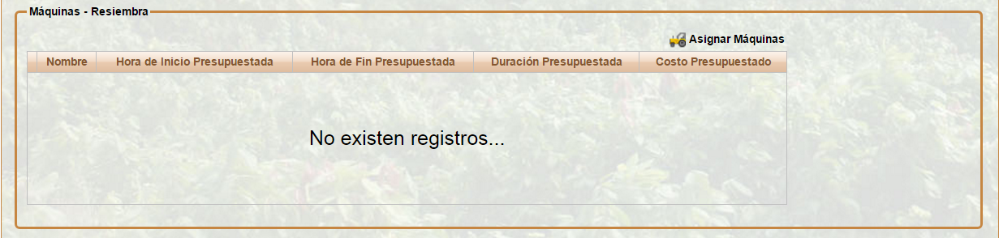 Máquinas - Resiembra
Asignar Máquinas
Nombre Hora de Inicio Presupuestada Hora de Fin Presupuestada Duración Presupuestada Costo Presupuestado
No existen registros...